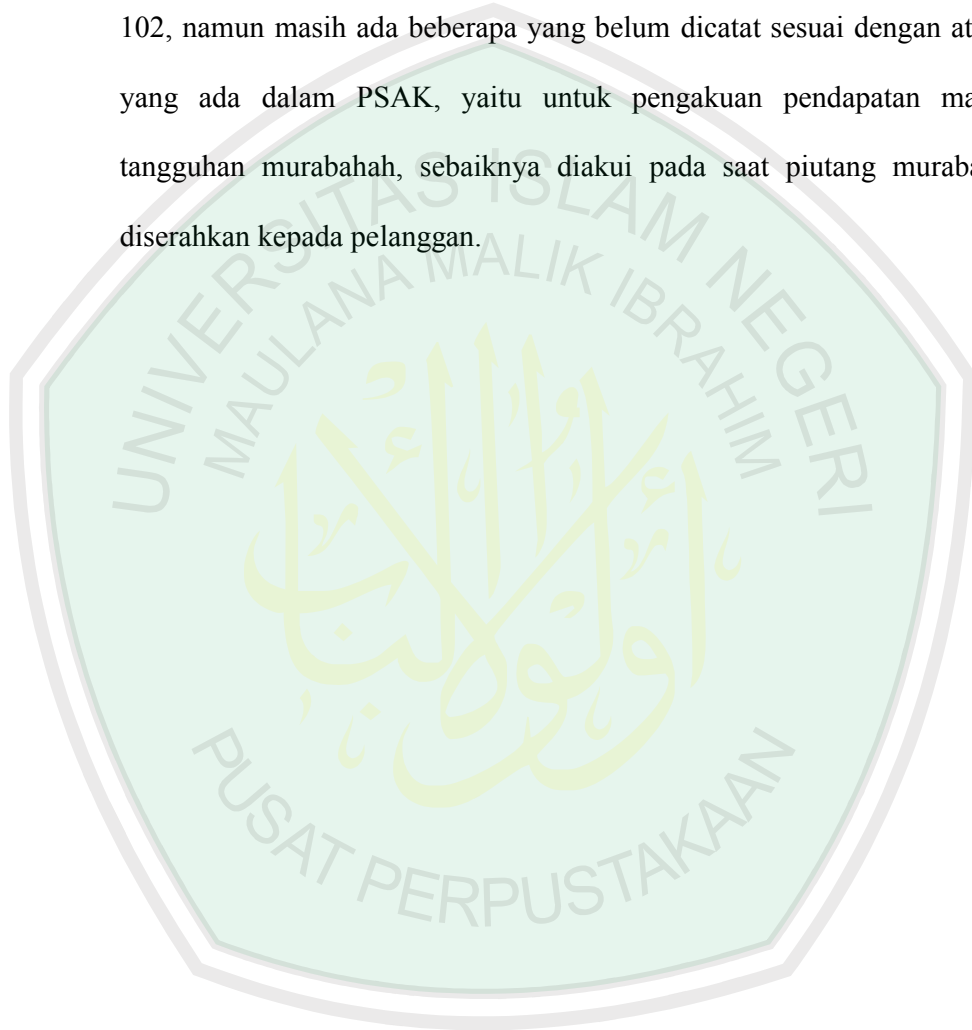 102, namun masih ada beberapa yang belum dicatat sesuai dengan at
yang ada dalam PSAK, yaitu untuk pengakuan pendapatan ma
tangguhan murabahah, sebaiknya diakui pada saat piutang muraba
diserahkan kepada pelanggan.
UNIVERSITAS ISLAM NEGERI
MAULANA MALIK IBRAHIM
أولو الألباب
PUSAT PERPUSTAKAAN